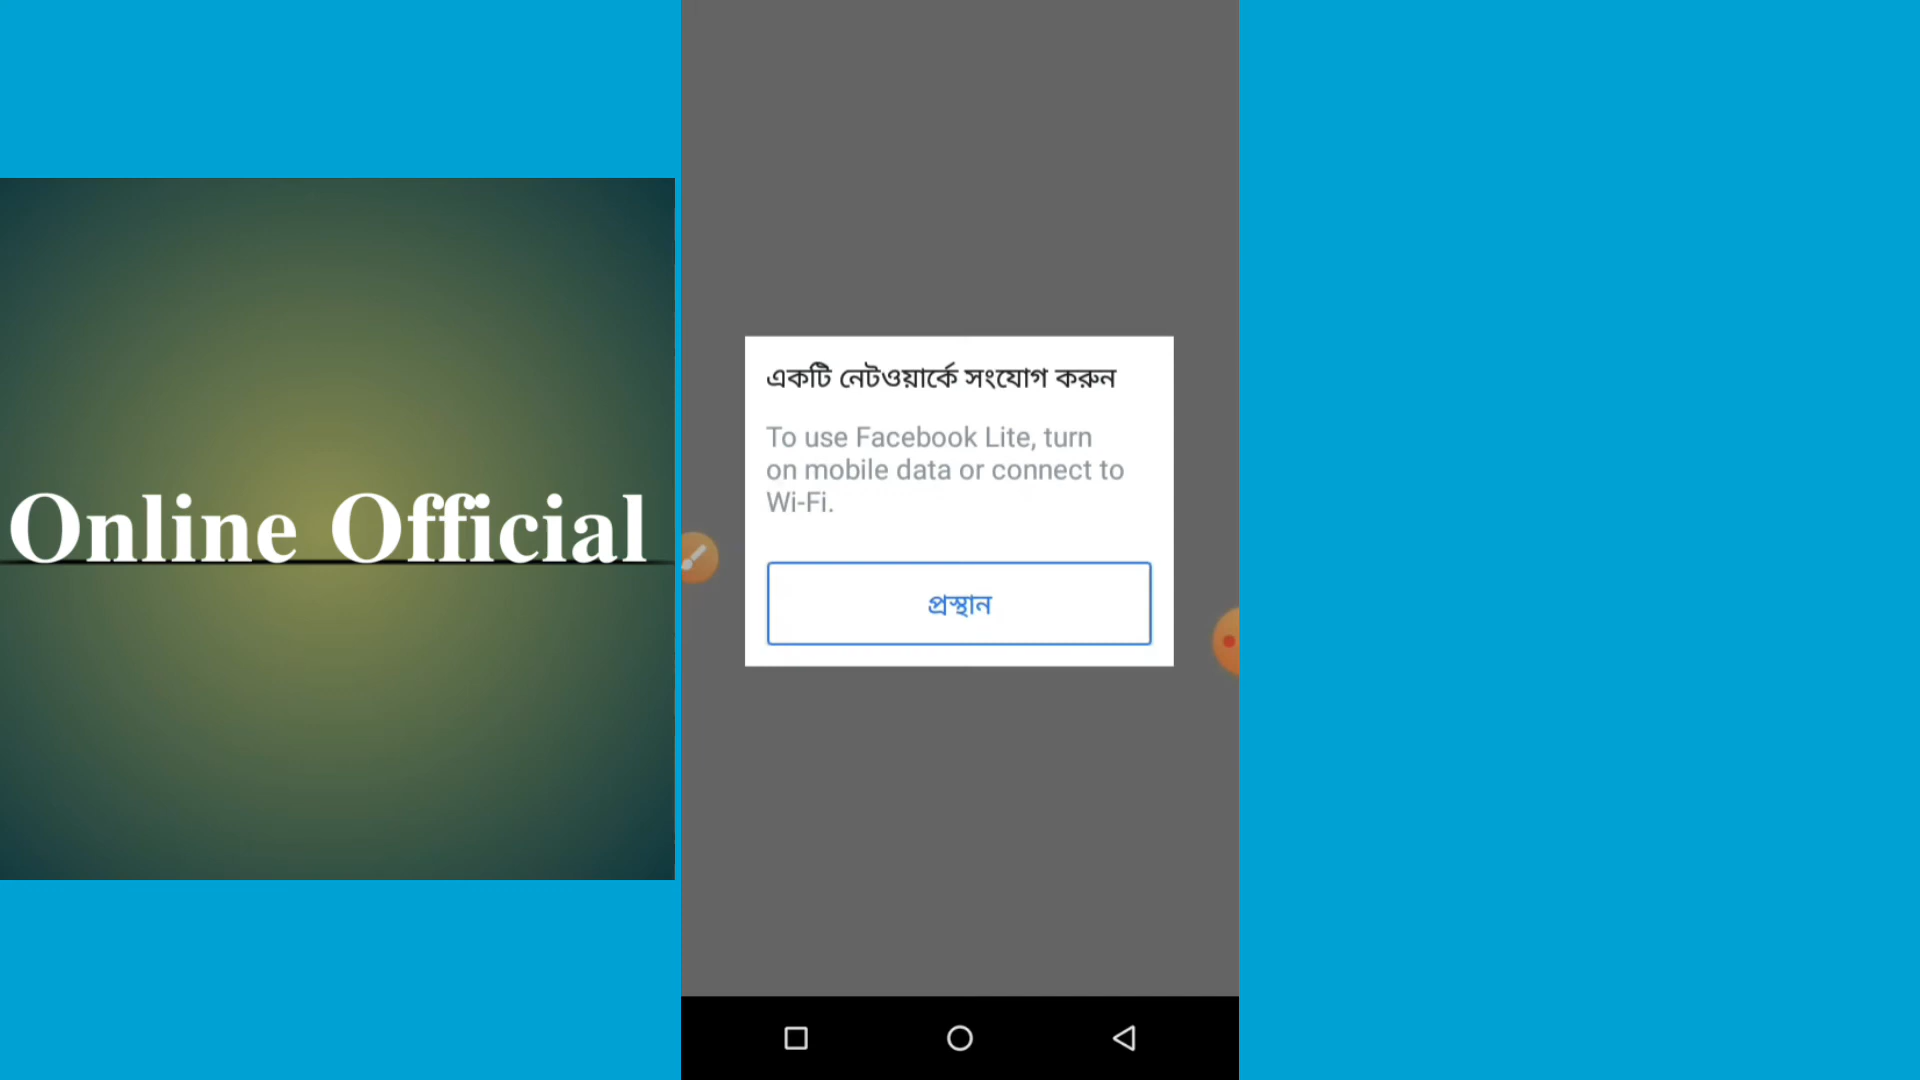 Online Official
একটি নেটওয়ার্কে সংযোগ করুন
To use Facebook Lite, turn
on mobile data or connect to
Wi-Fi.
প্রস্থান